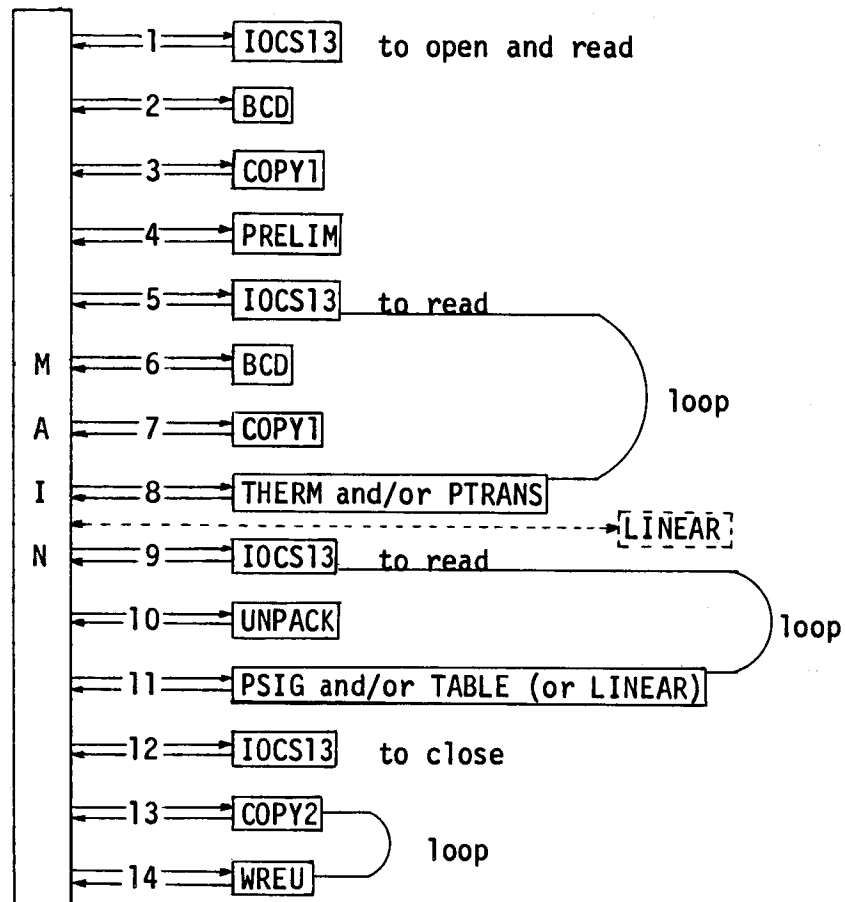 1 IOCS13 to open and read
2 BCD
3 COPY1
4 PRELIM
5 IOCS13 to read
M 6 BCD
loop
A 7 COPY1
I 8 THERM and/or PTRANS
LINEAR
N 9 IOCS13 to read
10 UNPACK loop
11 PSIG and/or TABLE (or LINEAR)
12 IOCS13 to close
13 COPY2
loop
14 WREU